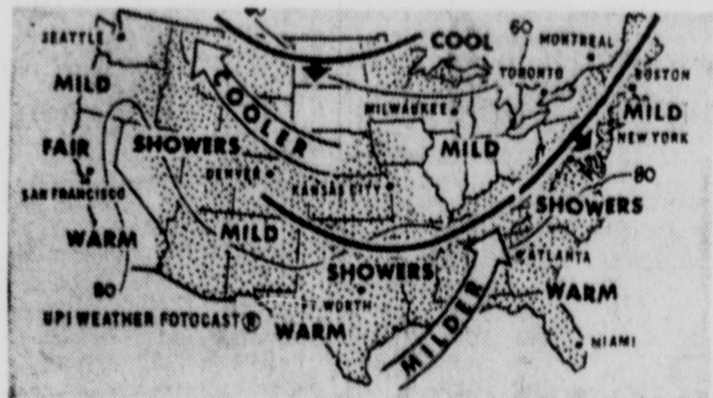 60
SEATTLE
COOL
MONTREAL
TORONTO
BOSTON
MILD
COOLER
MILWAUKEE
MILD
NEW YORK
FAIR
SHOWERS
MILD
DENVER
KANSAS CITY
80
SAN FRANCISCO
SHOWERS
WARM
MILD
ATLANTA
SHOWERS
80
FT. WORTH
WARM
UPI WEATHER FOTOCAST®
WARM
MILDER
MIAMI